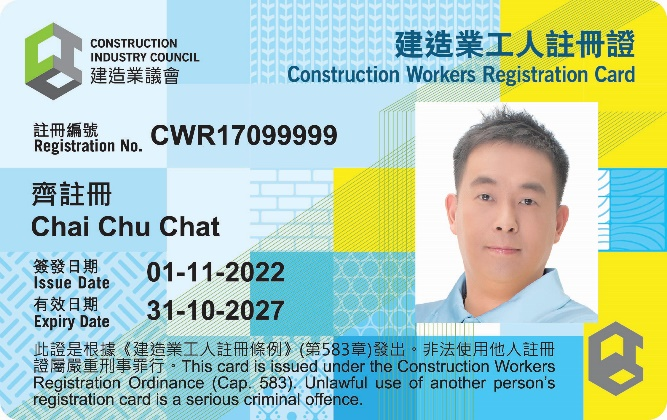 CONSTRUCTION
INDUSTRY COUNCIL
建造業議會
建造業工人註冊證
Construction Workers Registration Card
註冊編號
Registration No. CWR17099999
齊註冊
Chai Chu Chat
簽發日期
Issue Date 01-11-2022
有效日期
Expiry Date 31-10-2027
此證是根據《建造業工人註冊條例》(第583章)發出。非法使用他人註冊
證屬嚴重刑事罪行。This card is issued under the Construction Workers
Registration Ordinance (Cap. 583). Unlawful use of another person's
registration card is a serious criminal offence.